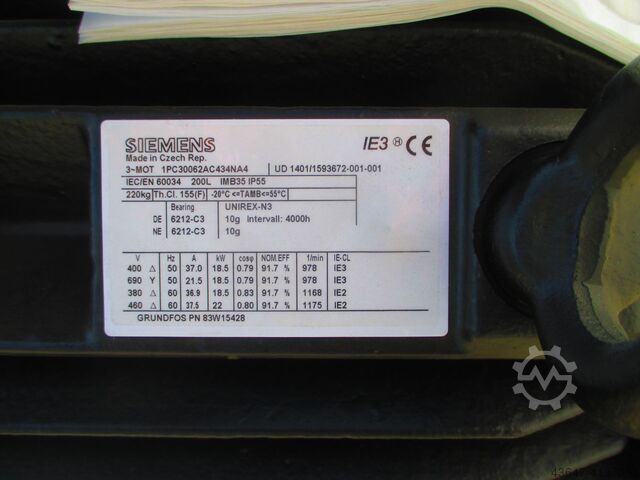 SIEMENS IE3 H CE
Made in Czech Rep.
3~MOT 1PC30062AC434NA4 UD 1401/1593672-001-001
IEC/EN 60034 200L IMB35 IP55
220kg Th.Cl. 155(F) -20°C <=TAMB<=55°C
Bearing UNIREX-N3
DE 6212-C3 10g Intervall: 4000h
NE 6212-C3 10g
V Hz A kW cosφ NOM.EFF 1/min IE-CL
400 Δ 50 37.0 18.5 0.79 91.7 % 978 IE3
690 Y 50 21.5 18.5 0.79 91.7 % 978 IE3
380 Δ 60 36.9 18.5 0.83 91.7 % 1168 IE2
460 Δ 60 37.5 22 0.80 91.7 % 1175 IE2
GRUNDFOS PN 83W15428